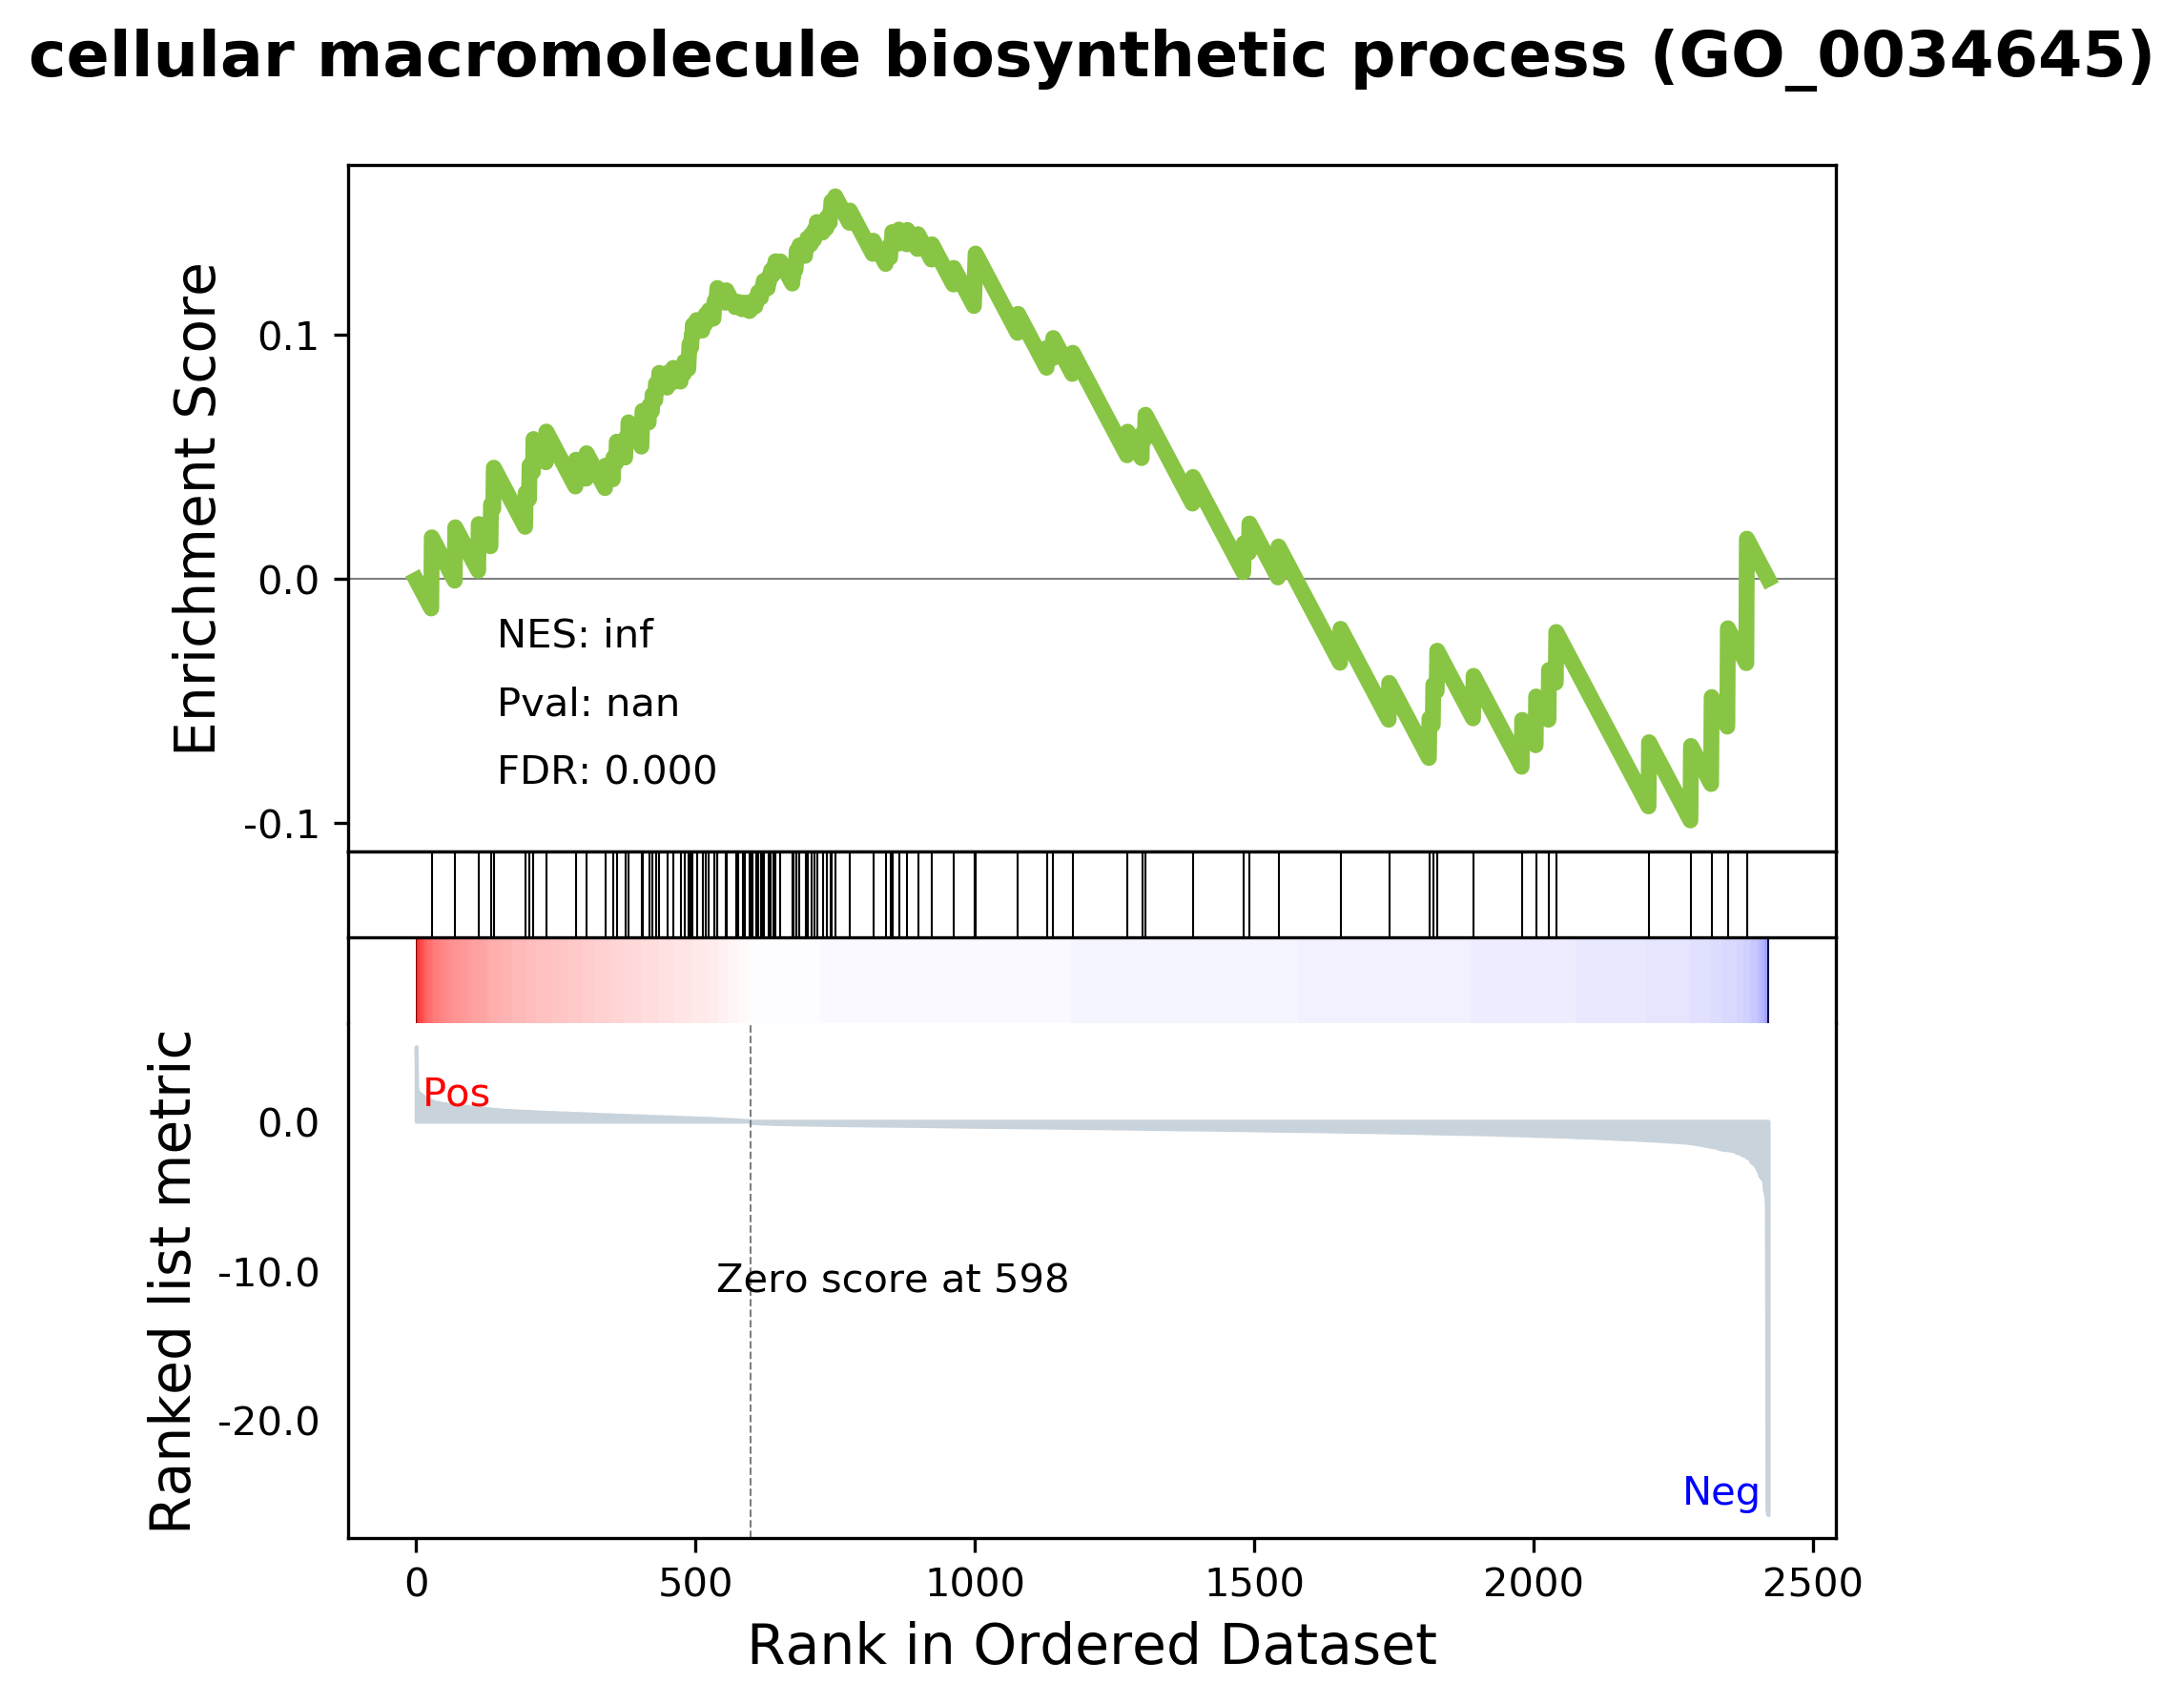 cellular macromolecule biosynthetic process (GO_0034645)
Enrichment Score
0.1
0.0
-0.1
NES: inf
Pval: nan
FDR: 0.000
Ranked list metric
0.0
-10.0
-20.0
Pos
Zero score at 598
Neg
0 500 1000 1500 2000 2500
Rank in Ordered Dataset